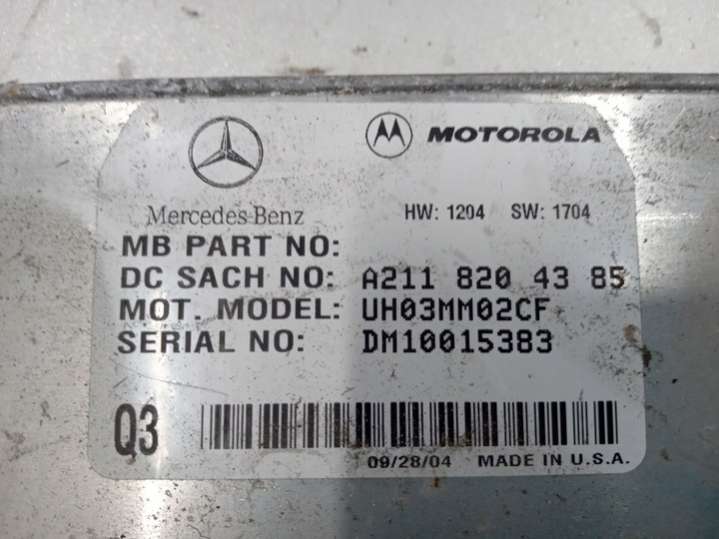 MOTOROLA
Mercedes-Benz
HW: 1204 SW: 1704
MB PART NO:
DC SACH NO: A211 820 43 85
MOT. MODEL: UH03MM02CF
SERIAL NO: DM10015383
Q3
09/28/04 MADE IN U.S.A.